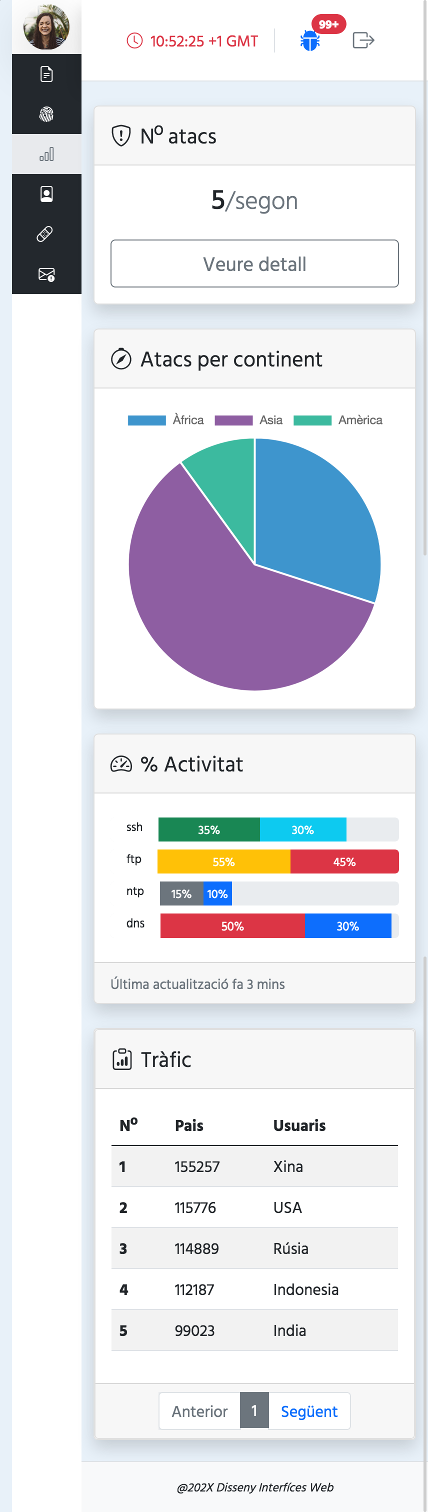 10:52:25 +1 GMT
99+
Nº atacs
5/segon
Veure detall
Atacs per continent
Àfrica Asia Amèrica
% Activitat
ssh 35% 30%
ftp 55% 45%
ntp 15% 10%
dns 50% 30%
Última actualització fa 3 mins
Tràfic
Nº Pais Usuaris
1 155257 Xina
2 115776 USA
3 114889 Rúsia
4 112187 Indonesia
5 99023 India
Anterior 1 Següent
@202X Disseny Interfíces Web